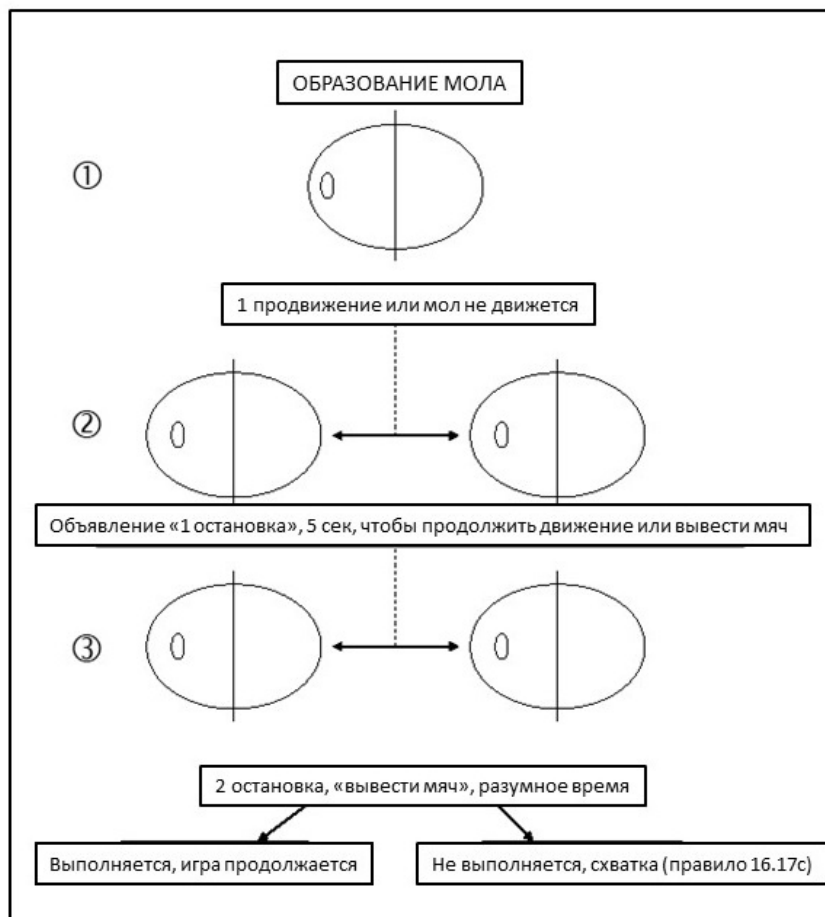 ОБРАЗОВАНИЕ МОЛА
①
1 продвижение или мол не движется
②
Объявление «1 остановка», 5 сек, чтобы продолжить движение или вывести мяч
③
2 остановка, «вывести мяч», разумное время
Выполняется, игра продолжается
Не выполняется, схватка (правило 16.17с)